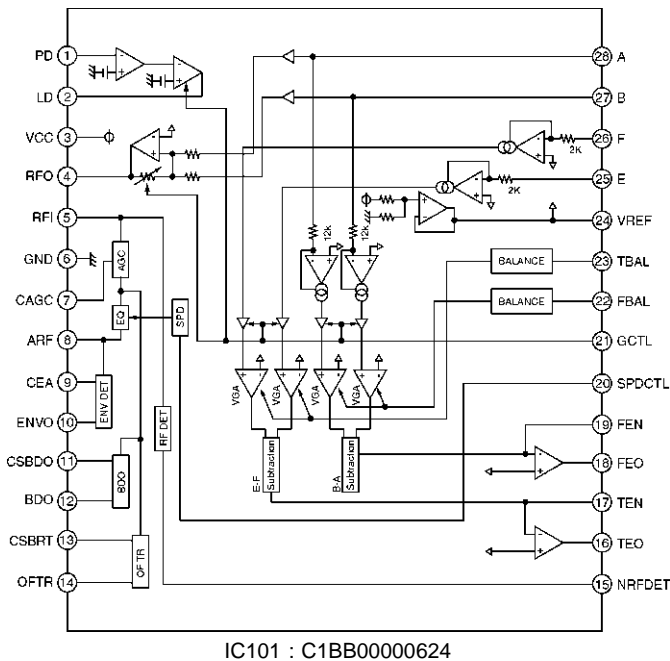 PD 1
LD 2
VCC 3
RFO 4
RFI 5
GND 6
CAGC 7
ARF 8
CEA 9
ENVO 10
CSBDO 11
BDO 12
CSBRT 13
OFTR 14
28 A
27 B
26 F
25 E
24 VREF
23 TBAL
22 FBAL
21 GCTL
20 SPDCTL
19 FEN
18 FEO
17 TEN
16 TEO
15 NRFDET
2K
2K
12k
12k
BALANCE
BALANCE
AGC
EQ
SPD
ENV DET
RF DET
BDO
OF TR
VGA
VGA
VGA
VGA
E-F
Subtraction
B-A
Subtraction
IC101 : C1BB00000624